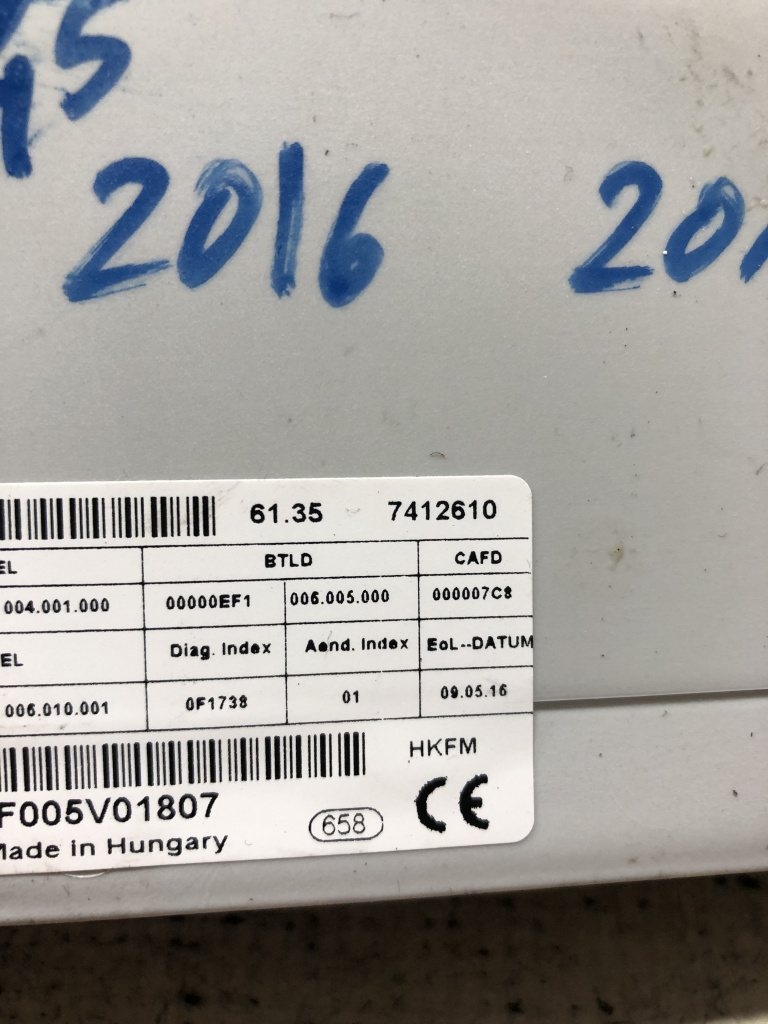 2016
61.35 7412610
BTLD CAFD
004.001.000 00000EF1 006.005.000 000007C8
Diag. Index Aend. Index EoL--DATUM
006.010.001 0F1738 01 09.05.16
HKFM
F005V01807
658 CE
Made in Hungary